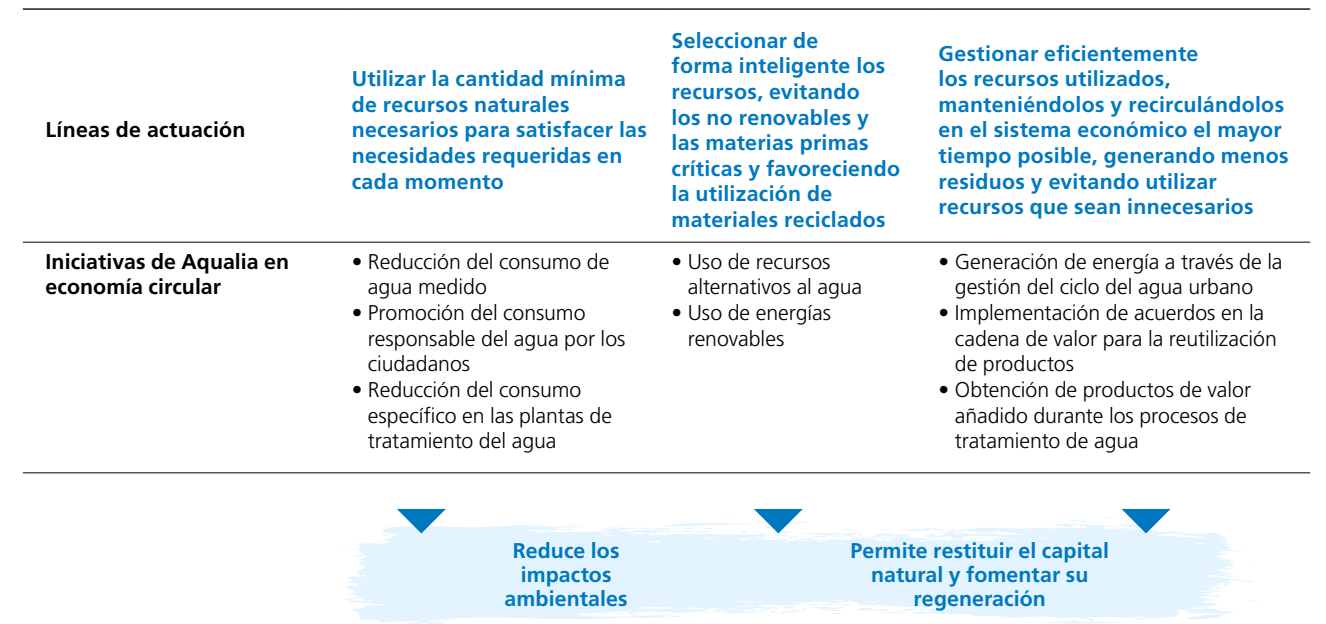 Líneas de actuación
Utilizar la cantidad mínima
de recursos naturales
necesarios para satisfacer las
necesidades requeridas en
cada momento
Seleccionar de
forma inteligente los
recursos, evitando
los no renovables y
las materias primas
críticas y favoreciendo
la utilización de
materiales reciclados
Gestionar eficientemente
los recursos utilizados,
manteniéndolos y recirculándolos
en el sistema económico el mayor
tiempo posible, generando menos
residuos y evitando utilizar
recursos que sean innecesarios
Iniciativas de Aqualia en
economía circular
• Reducción del consumo de
agua medido
• Promoción del consumo
responsable del agua por los
ciudadanos
• Reducción del consumo
específico en las plantas de
tratamiento del agua
• Uso de recursos
alternativos al agua
• Uso de energías
renovables
• Generación de energía a través de la
gestión del ciclo del agua urbano
• Implementación de acuerdos en la
cadena de valor para la reutilización
de productos
• Obtención de productos de valor
añadido durante los procesos de
tratamiento de agua
Reduce los
impactos
ambientales
Permite restituir el capital
natural y fomentar su
regeneración